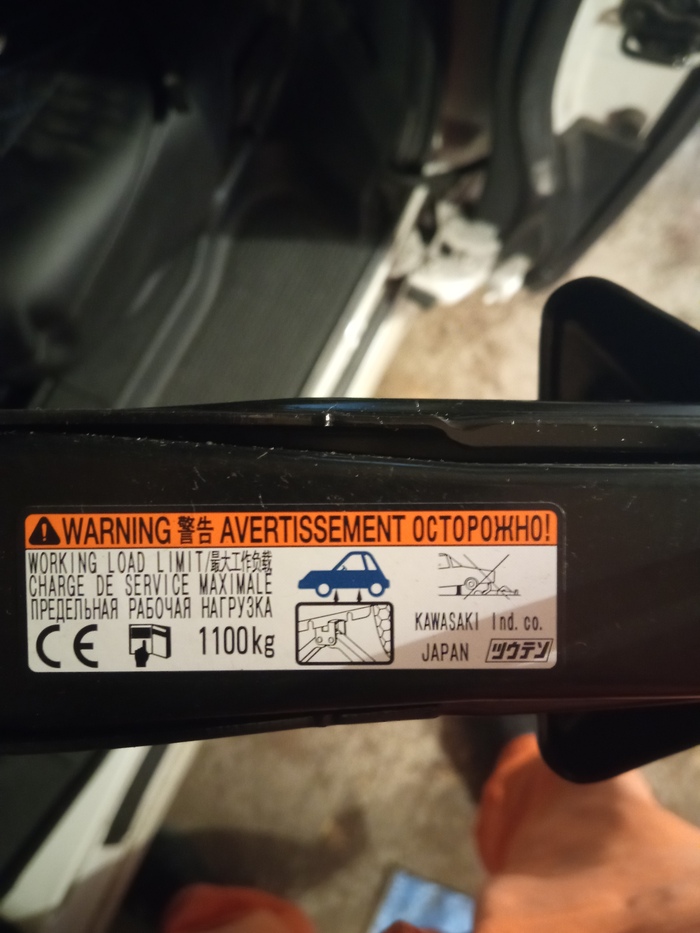 WARNING 警告 AVERTISSEMENT ОСТОРОЖНО!
WORKING LOAD LIMIT/最大工作负载
CHARGE DE SERVICE MAXIMALE
ПРЕДЕЛЬНАЯ РАБОЧАЯ НАГРУЗКА
CE 1100kg
KAWASAKI Ind. co.
JAPAN ツウテン